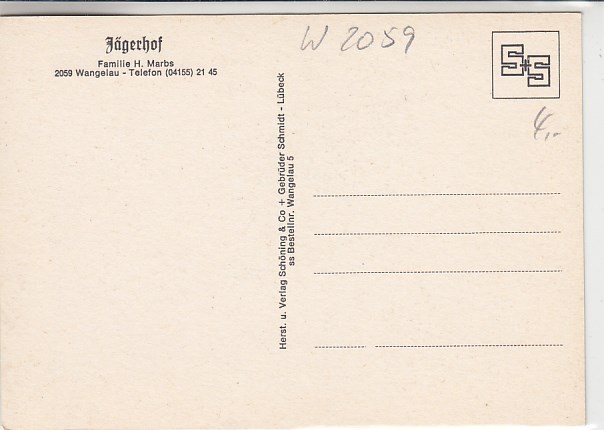 Jägerhof
Familie H. Marbs
2059 Wangelau - Telefon (04155) 21 45
W 2059
S+S
4,-
Herst. u. Verlag Schöning & Co + Gebrüder Schmidt - Lübeck
ss Bestellnr. Wangelau 5